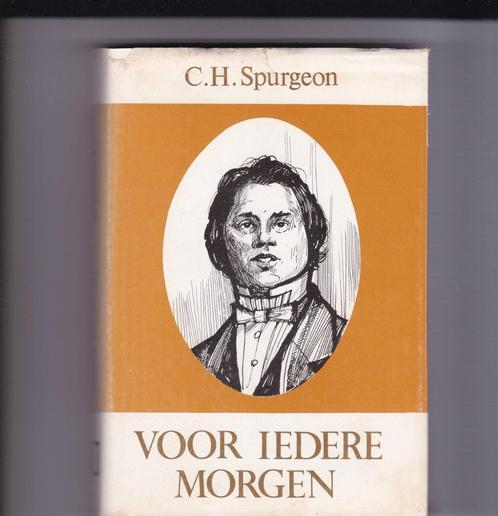 C.H. Spurgeon
VOOR IEDERE
MORGEN